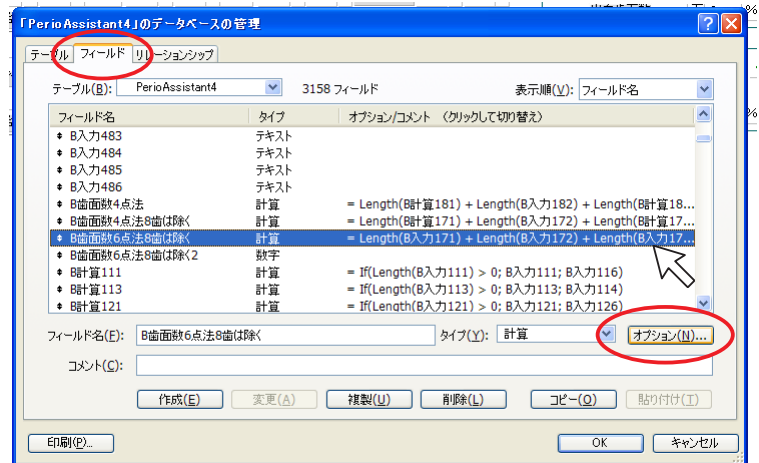 「PerioAssistant4」のデータベースの管理
テーブル フィールド リレーションシップ
テーブル(B): PerioAssistant4 3158 フィールド 表示順(V): フィールド名
フィールド名 タイプ オプション/コメント （クリックして切り替え）
B入力483 テキスト
B入力484 テキスト
B入力485 テキスト
B入力486 テキスト
B歯面数4点法 計算 = Length(B計算181) + Length(B入力182) + Length(B計算18...
B歯面数4点法8歯は除く 計算 = Length(B計算171) + Length(B入力172) + Length(B計算17...
B歯面数6点法8歯は除く 計算 = Length(B入力171) + Length(B入力172) + Length(B入力17...
B歯面数6点法8歯は除く2 数字
B計算111 計算 = If(Length(B入力111) > 0; B入力111; B入力116)
B計算113 計算 = If(Length(B入力113) > 0; B入力113; B入力114)
B計算121 計算 = If(Length(B入力121) > 0; B入力121; B入力126)
フィールド名(F): B歯面数6点法8歯は除く タイプ(Y): 計算 オプション(N)...
コメント(C):
作成(E) 変更(A) 複製(U) 削除(L) コピー(O) 貼り付け(T)
印刷(P)... OK キャンセル